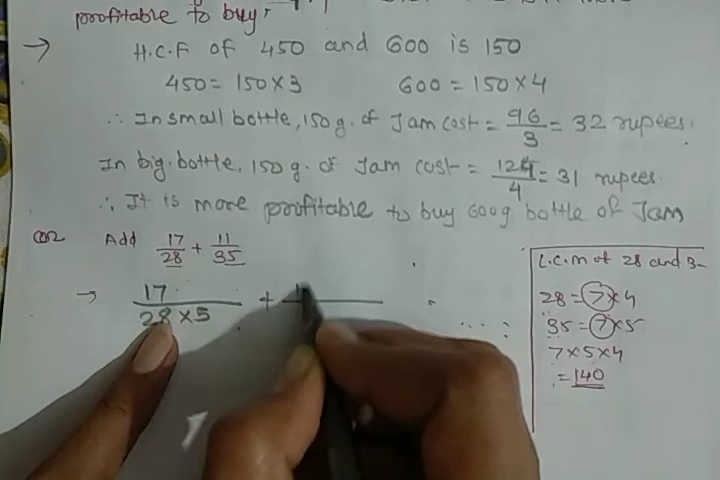 profitable to buy?
→ H.C.F of 450 and 600 is 150
450 = 150 × 3 600 = 150 × 4
∴ In small bottle, 150 g. of Jam cost = 96/3 = 32 rupees.
In big bottle, 150 g. of Jam cost = 124/4 = 31 rupees.
∴ It is more profitable to buy 600g bottle of Jam
Q2 Add 17/28 + 11/35
→ 17/28×5 +
L.C.M of 28 and 3
28 = 7×4
35 = 7×5
7×5×4
= 140